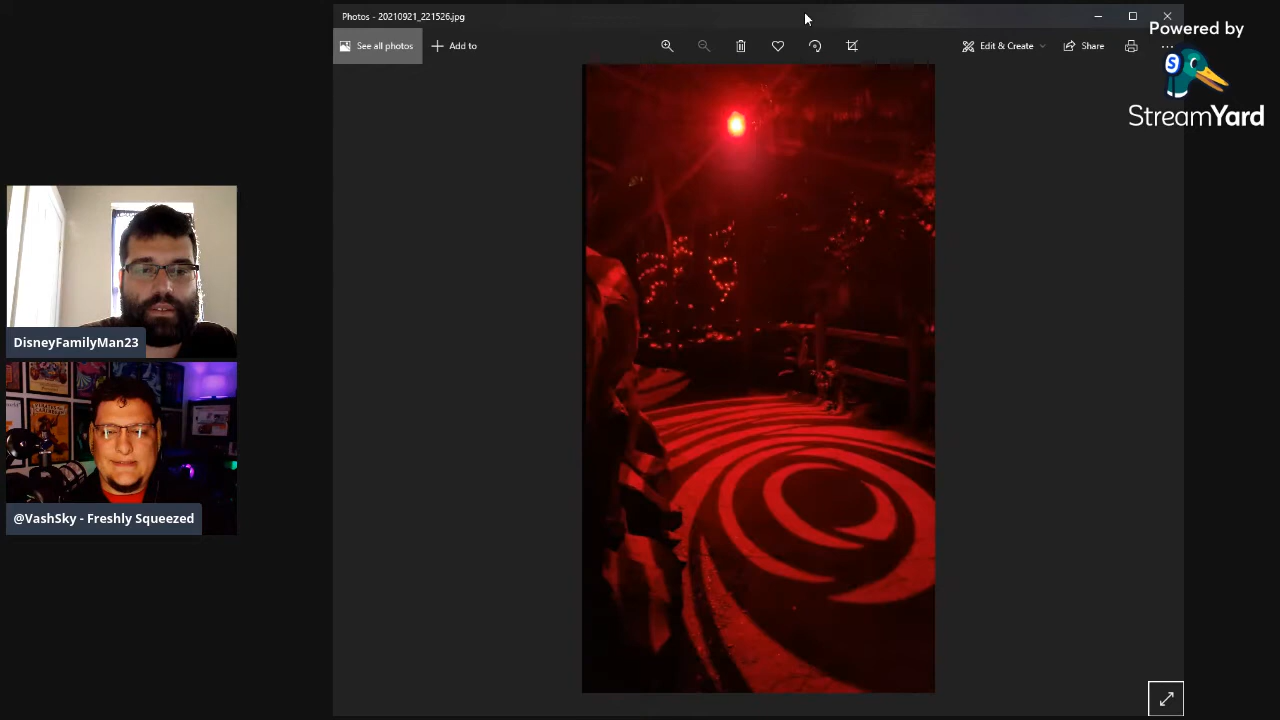 Photos - 20210921_221526.jpg
Powered by
See all photos
Add to
Edit & Create
Share
S
StreamYard
DisneyFamilyMan23
@VashSky - Freshly Squeezed